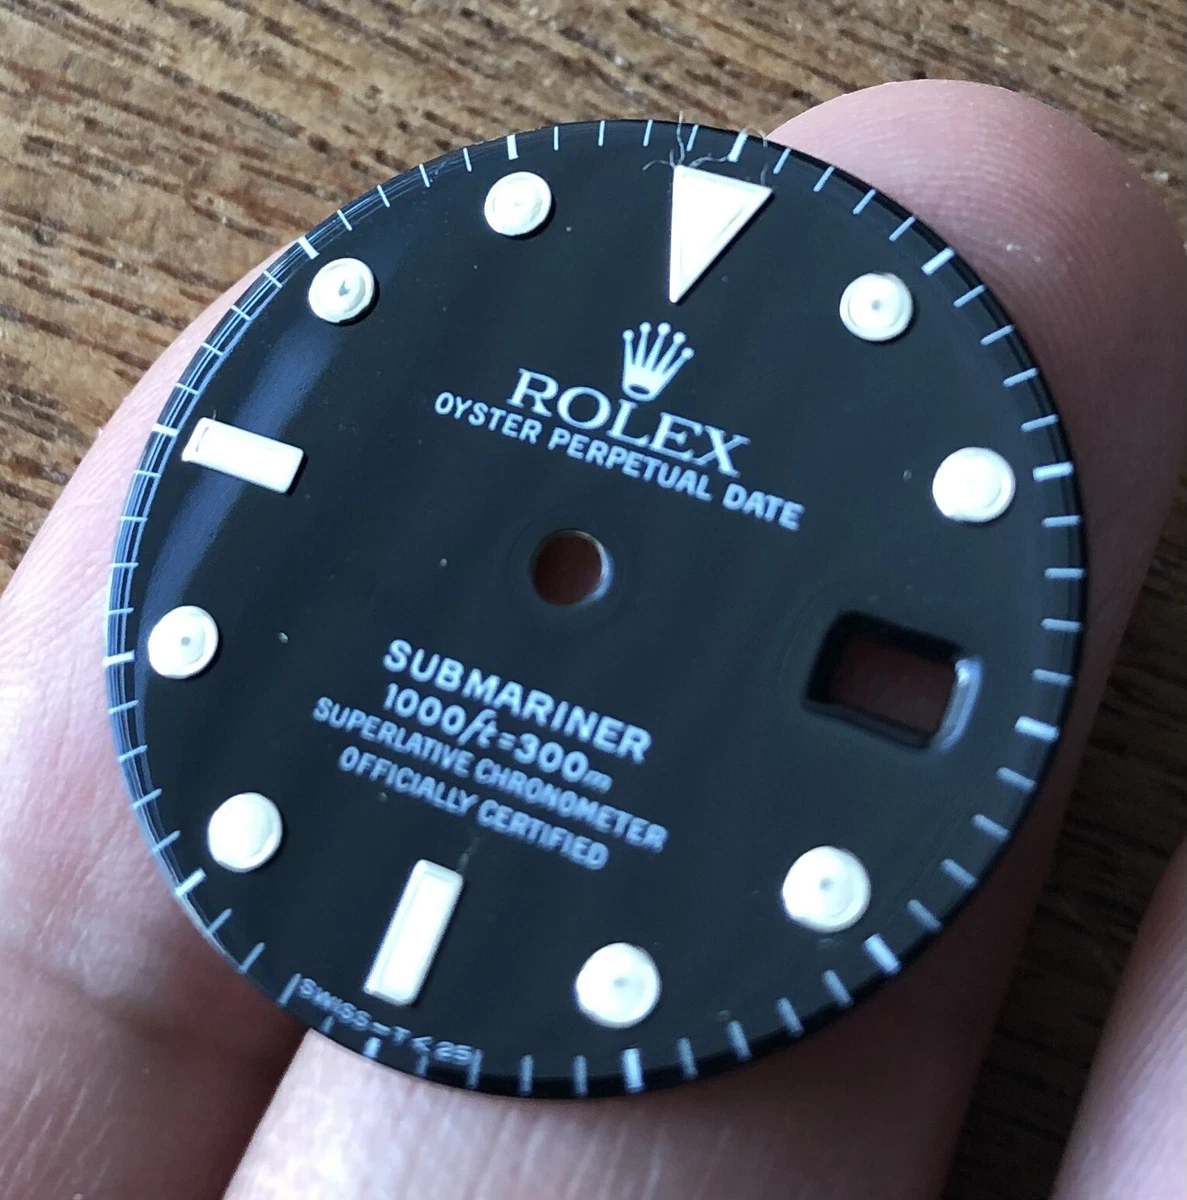 ROLEX
OYSTER PERPETUAL DATE
SUBMARINER
1000ft=300m
SUPERLATIVE CHRONOMETER
OFFICIALLY CERTIFIED
SWISS-T<25